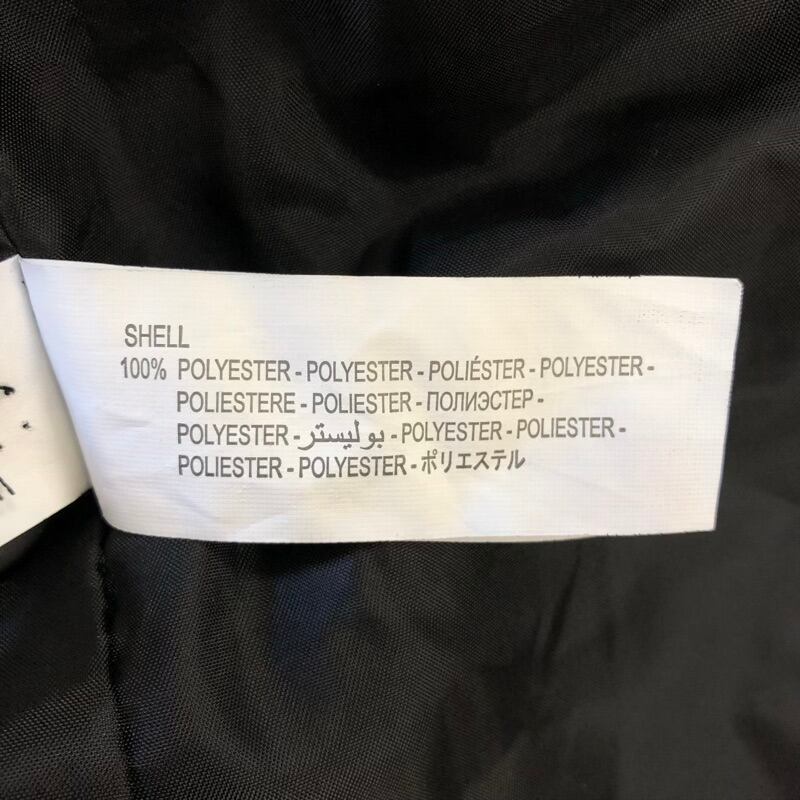 SHELL
100% POLYESTER - POLYESTER - POLIÉSTER - POLYESTER -
POLIESTERE - POLIESTER - ПОЛИЭСТЕР -
POLYESTER - بوليستر - POLYESTER - POLIESTER -
POLIESTER - POLYESTER - ポリエステル